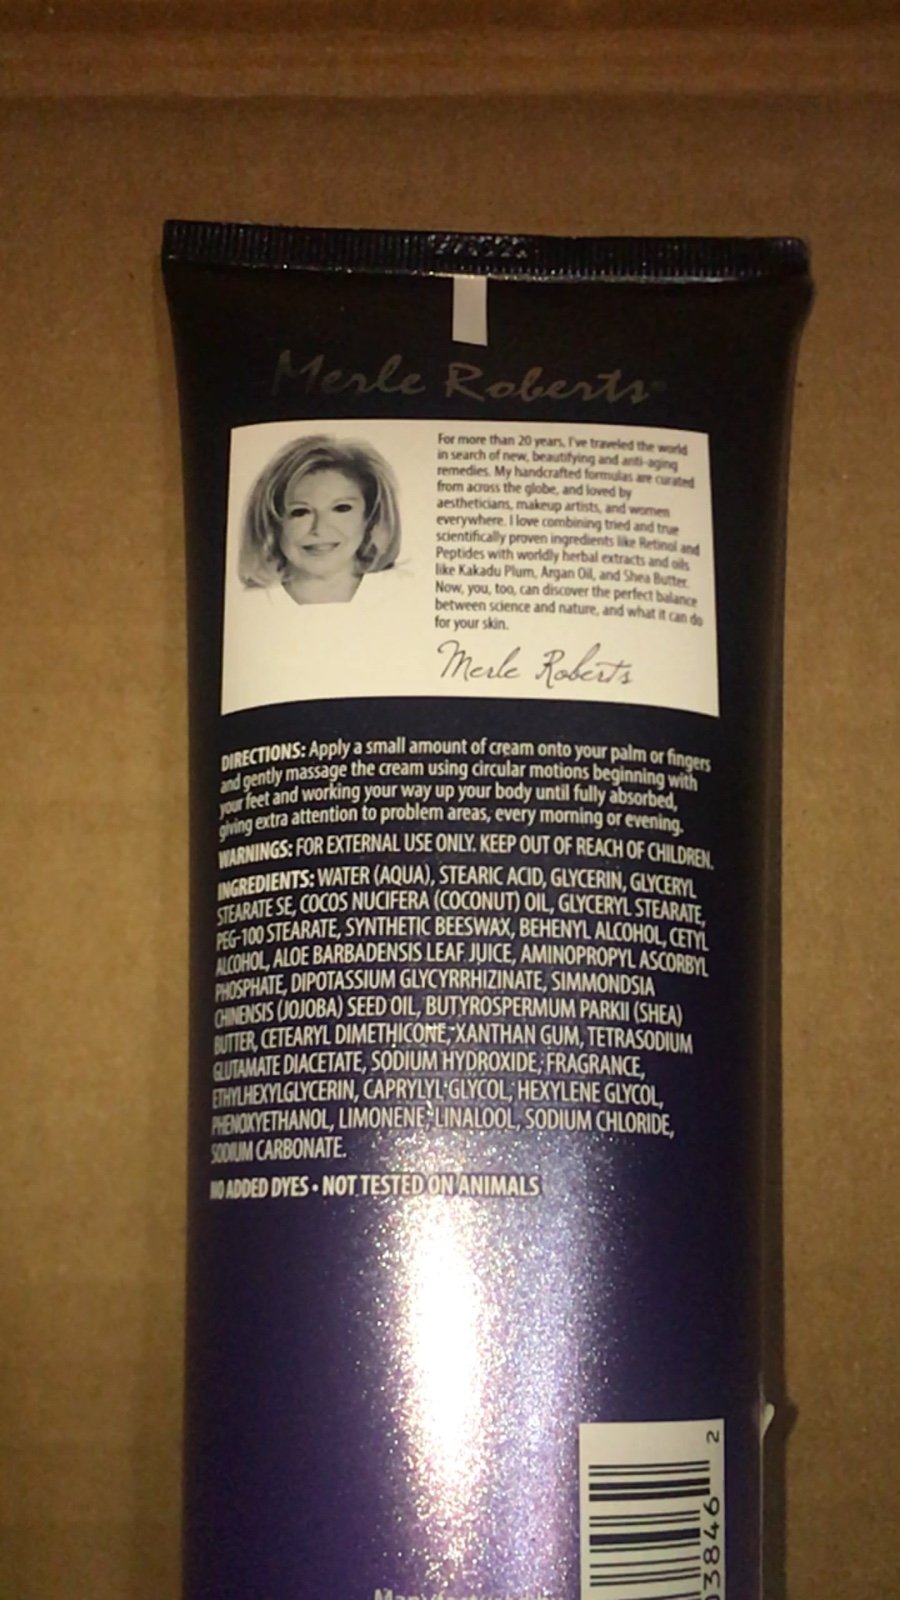 Merle Roberts
For more than 20 years, I've traveled the world
in search of new, beautifying and anti-aging
remedies. My handcrafted formulas are curated
from across the globe, and loved by
aestheticians, makeup artists, and women
everywhere. I love combining tried and true
scientifically proven ingredients like Retinol and
Peptides with worldly herbal extracts and oils
like Kakadu Plum, Argan Oil, and Shea Butter.
Now, you, too, can discover the perfect balance
between science and nature, and what it can do
for your skin.
Merle Roberts
DIRECTIONS: Apply a small amount of cream onto your palm or fingers
and gently massage the cream using circular motions beginning with
your feet and working your way up your body until fully absorbed,
giving extra attention to problem areas, every morning or evening.
WARNINGS: FOR EXTERNAL USE ONLY. KEEP OUT OF REACH OF CHILDREN.
INGREDIENTS: WATER (AQUA), STEARIC ACID, GLYCERIN, GLYCERYL
STEARATE SE, COCOS NUCIFERA (COCONUT) OIL, GLYCERYL STEARATE,
PEG-100 STEARATE, SYNTHETIC BEESWAX, BEHENYL ALCOHOL, CETYL
ALCOHOL, ALOE BARBADENSIS LEAF JUICE, AMINOPROPYL ASCORBYL
PHOSPHATE, DIPOTASSIUM GLYCYRRHIZINATE, SIMMONDSIA
CHINENSIS (JOJOBA) SEED OIL, BUTYROSPERMUM PARKII (SHEA)
BUTTER, CETEARYL DIMETHICONE, XANTHAN GUM, TETRASODIUM
GLUTAMATE DIACETATE, SODIUM HYDROXIDE, FRAGRANCE,
ETHYLHEXYLGLYCERIN, CAPRYLYL GLYCOL, HEXYLENE GLYCOL,
PHENOXYETHANOL, LIMONENE, LINALOOL, SODIUM CHLORIDE,
SODIUM CARBONATE.
NO ADDED DYES • NOT TESTED ON ANIMALS
3846 2